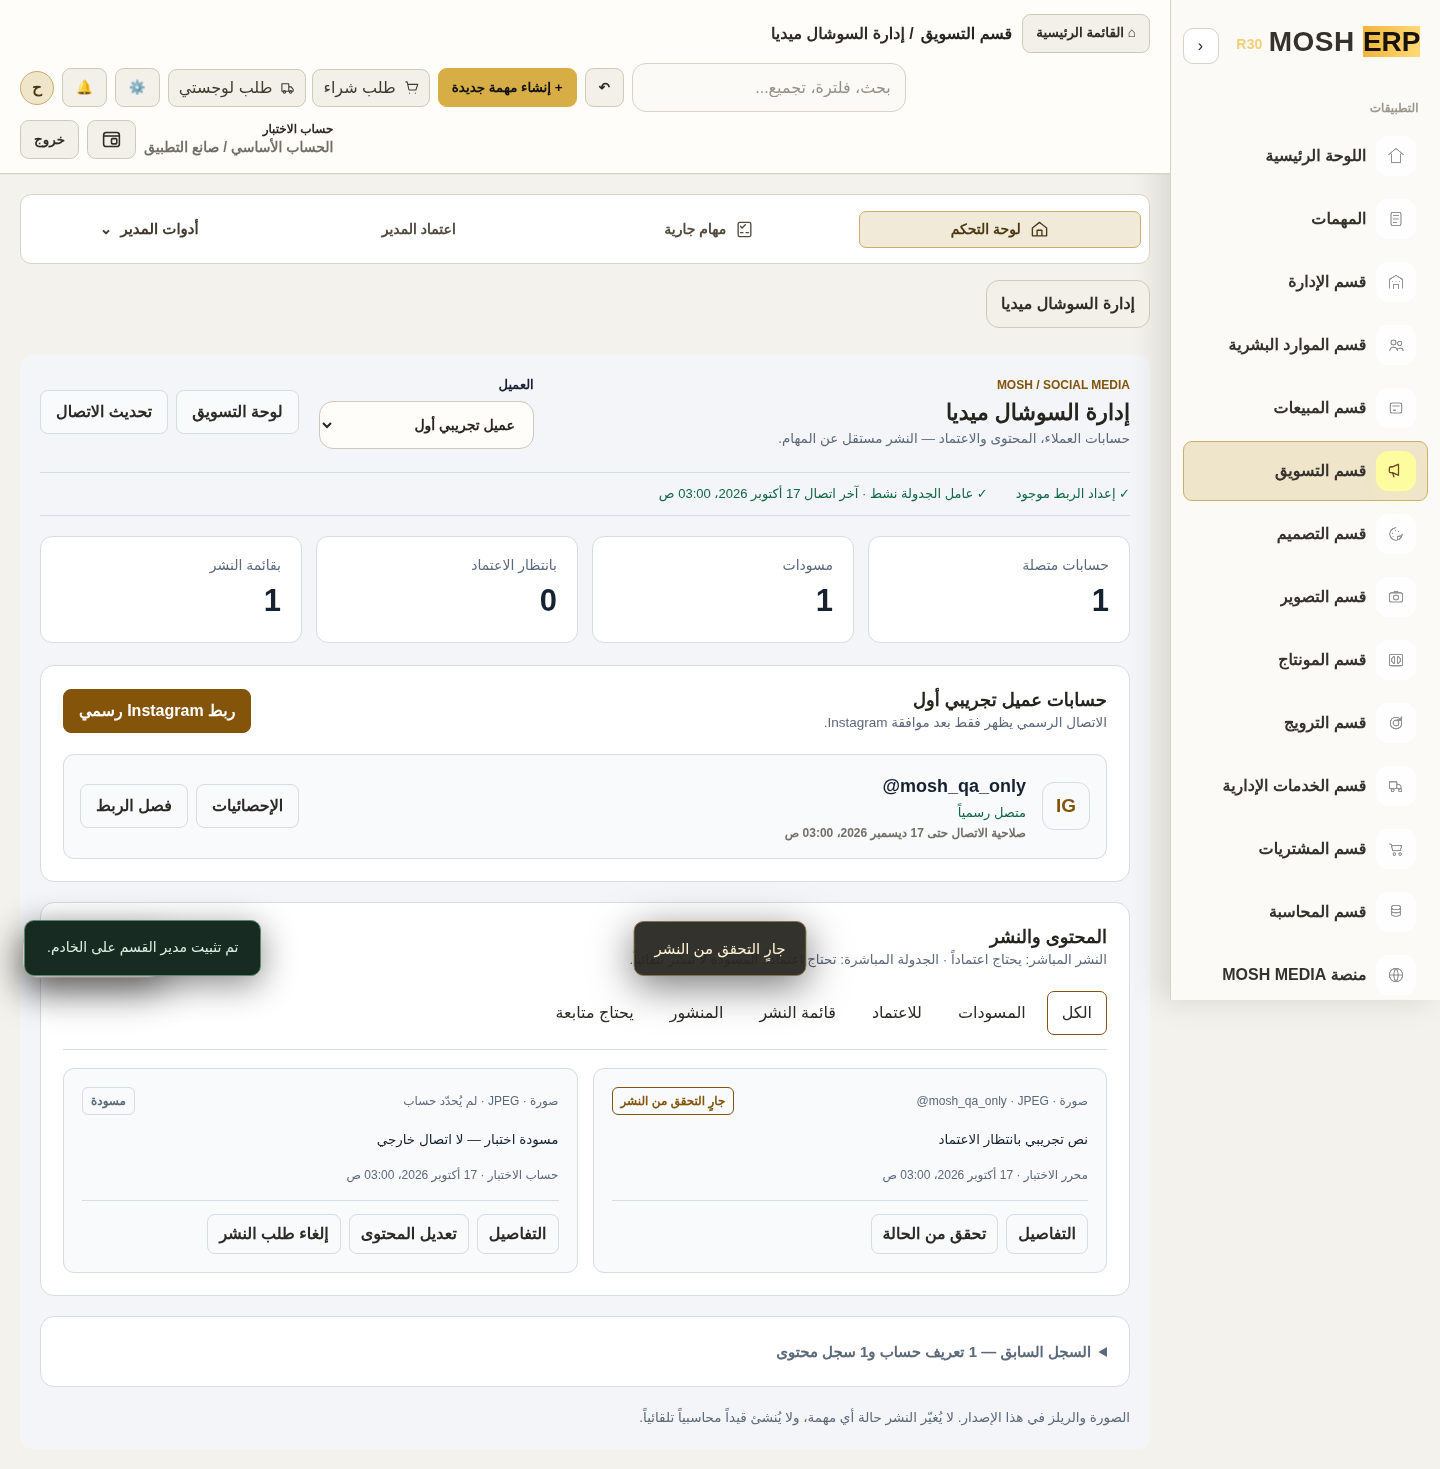 MOSH ERP R30
›
التطبيقات
اللوحة الرئيسية
المهمات
قسم الإدارة
قسم الموارد البشرية
قسم المبيعات
قسم التسويق
قسم التصميم
قسم التصوير
قسم المونتاج
قسم الترويج
قسم الخدمات الإدارية
قسم المشتريات
قسم المحاسبة
منصة MOSH MEDIA
⌂ القائمة الرئيسية
قسم التسويق / إدارة السوشال ميديا
بحث، فلترة، تجميع...
↶
+ إنشاء مهمة جديدة
طلب شراء
طلب لوجستي
ح
حساب الاختبار
الحساب الأساسي / صانع التطبيق
خروج
لوحة التحكم
مهام جارية
اعتماد المدير
أدوات المدير ⌄
إدارة السوشال ميديا
MOSH / SOCIAL MEDIA
إدارة السوشال ميديا
حسابات العملاء، المحتوى والاعتماد — النشر مستقل عن المهام.
العميل
عميل تجريبي أول
لوحة التسويق
تحديث الاتصال
✓ إعداد الربط موجود
✓ عامل الجدولة نشط · آخر اتصال 17 أكتوبر 2026، 03:00 ص
حسابات متصلة
1
مسودات
1
بانتظار الاعتماد
0
بقائمة النشر
1
حسابات عميل تجريبي أول
الاتصال الرسمي يظهر فقط بعد موافقة Instagram.
ربط Instagram رسمي
IG
@mosh_qa_only
متصل رسمياً
صلاحية الاتصال حتى 17 ديسمبر 2026، 03:00 ص
الإحصائيات
فصل الربط
المحتوى والنشر
النشر المباشر: يحتاج اعتماداً · الجدولة المباشرة: تحتاج
جارٍ التحقق من النشر
تم تثبيت مدير القسم على الخادم.
الكل
المسودات
للاعتماد
قائمة النشر
المنشور
يحتاج متابعة
صورة · JPEG · @mosh_qa_only
جارٍ التحقق من النشر
نص تجريبي بانتظار الاعتماد
محرر الاختبار · 17 أكتوبر 2026، 03:00 ص
التفاصيل
تحقق من الحالة
صورة · JPEG · لم يُحدّد حساب
مسودة
مسودة اختبار — لا اتصال خارجي
حساب الاختبار · 17 أكتوبر 2026، 03:00 ص
التفاصيل
تعديل المحتوى
إلغاء طلب النشر
السجل السابق — 1 تعريف حساب و1 سجل محتوى
الصورة والريلز في هذا الإصدار. لا يُغيّر النشر حالة أي مهمة، ولا يُنشئ قيداً محاسبياً تلقائياً.